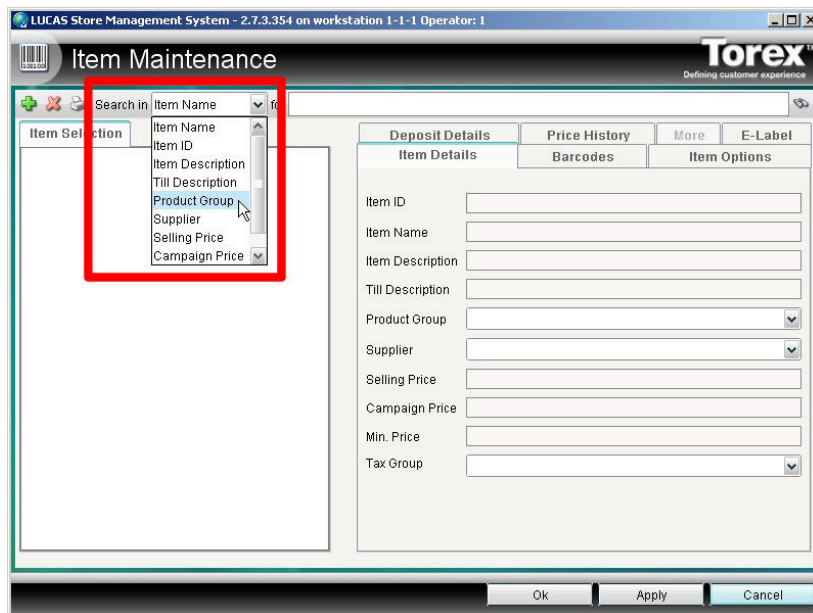 LUCAS Store Management System - 2.7.3.354 on workstation 1-1-1 Operator: 1
Item Maintenance
Torex
Defining customer experience
Search in Item Name
Item Selection
Item Name
Item ID
Item Description
Till Description
Product Group
Supplier
Selling Price
Campaign Price
Deposit Details Price History More E-Label
Item Details Barcodes Item Options
Item ID
Item Name
Item Description
Till Description
Product Group
Supplier
Selling Price
Campaign Price
Min. Price
Tax Group
Ok Apply Cancel